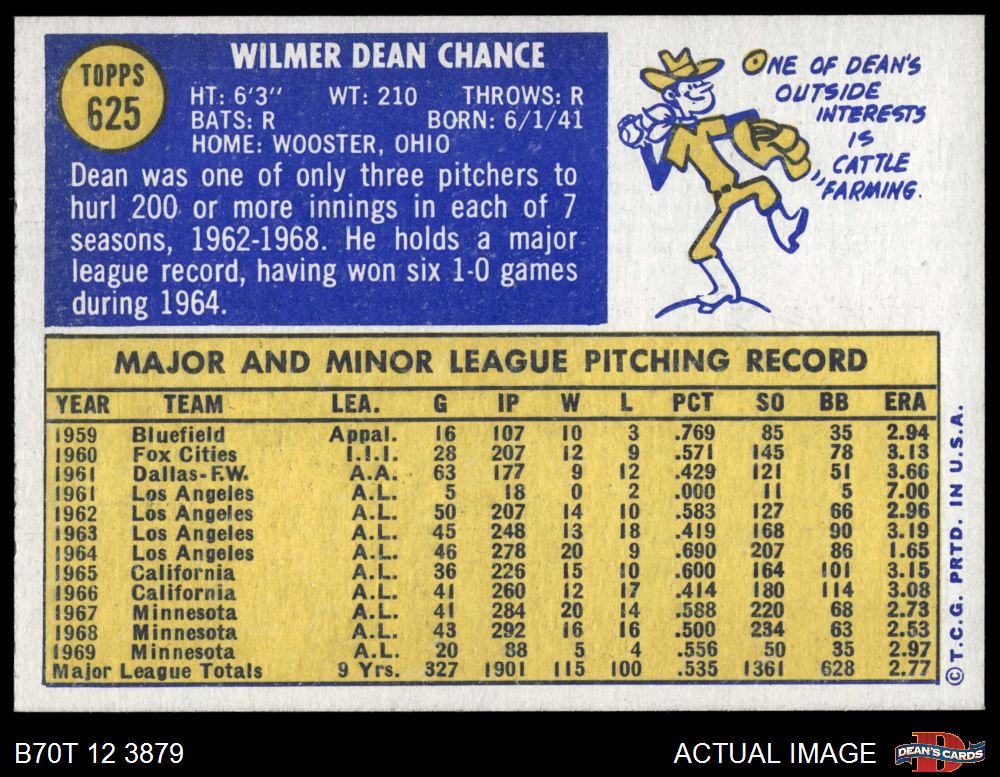 TOPPS
625
WILMER DEAN CHANCE
HT: 6'3" WT: 210 THROWS: R
BATS: R BORN: 6/1/41
HOME: WOOSTER, OHIO
Dean was one of only three pitchers to
hurl 200 or more innings in each of 7
seasons, 1962-1968. He holds a major
league record, having won six 1-0 games
during 1964.
ONE OF DEAN'S
OUTSIDE
INTERESTS
IS
CATTLE
FARMING.
MAJOR AND MINOR LEAGUE PITCHING RECORD
YEAR TEAM LEA. G IP W L PCT SO BB ERA
1959 Bluefield Appal. 16 107 10 3 .769 85 35 2.94
1960 Fox Cities I.I.I. 28 207 12 9 .571 145 78 3.13
1961 Dallas-F.W. A.A. 63 177 9 12 .429 121 51 3.66
1961 Los Angeles A.L. 5 18 0 2 .000 11 5 7.00
1962 Los Angeles A.L. 50 207 14 10 .583 127 66 2.96
1963 Los Angeles A.L. 45 248 13 18 .419 168 90 3.19
1964 Los Angeles A.L. 46 278 20 9 .690 207 86 1.65
1965 California A.L. 36 226 15 10 .600 164 101 3.15
1966 California A.L. 41 260 12 17 .414 180 114 3.08
1967 Minnesota A.L. 41 284 20 14 .588 220 68 2.73
1968 Minnesota A.L. 43 292 16 16 .500 234 63 2.53
1969 Minnesota A.L. 20 88 5 4 .556 50 35 2.97
Major League Totals 9 Yrs. 327 1901 115 100 .535 1361 628 2.77
© T.C.G. PRTD. IN U.S.A.
B70T 12 3879
ACTUAL IMAGE
DEAN'S CARDS